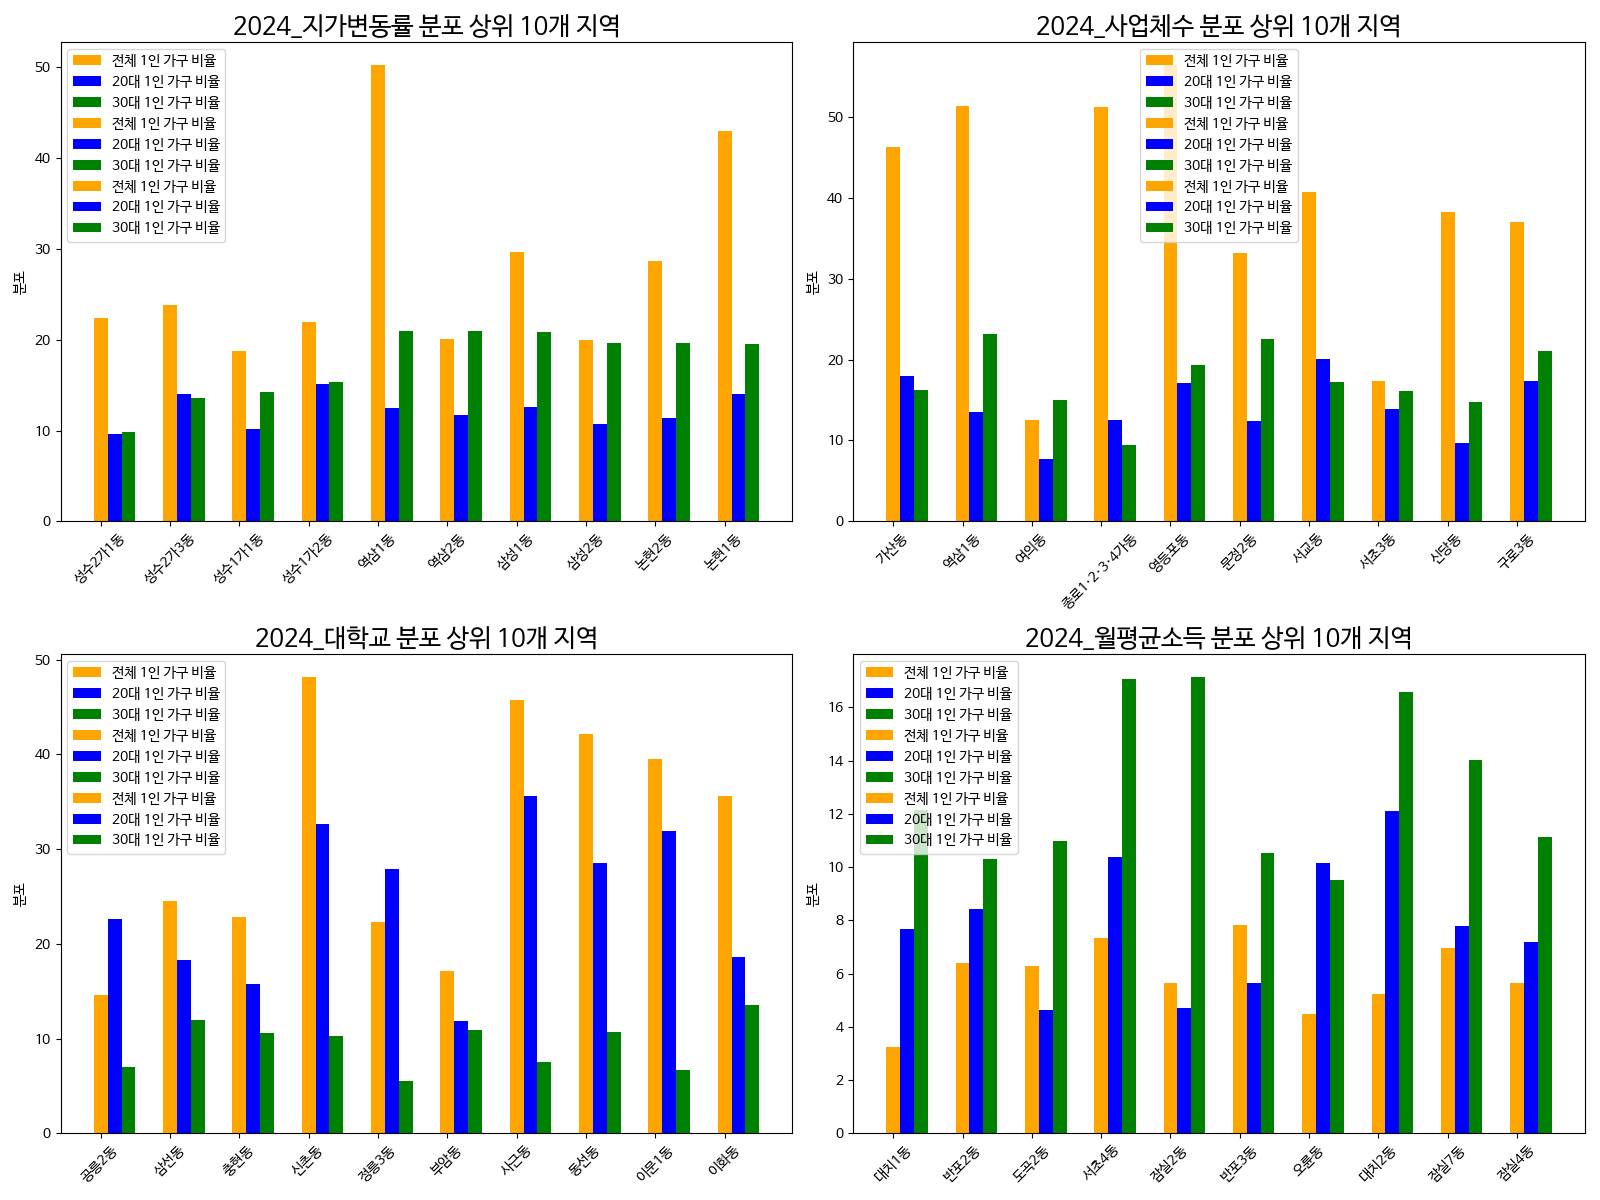 2024_지가변동률 분포 상위 10개 지역
전체 1인 가구 비율
20대 1인 가구 비율
30대 1인 가구 비율
전체 1인 가구 비율
20대 1인 가구 비율
30대 1인 가구 비율
전체 1인 가구 비율
20대 1인 가구 비율
30대 1인 가구 비율
분포
50
40
30
20
10
0
성수2가1동
성수2가3동
성수1가1동
성수1가2동
역삼1동
역삼2동
삼성1동
삼성2동
논현2동
논현1동
2024_사업체수 분포 상위 10개 지역
전체 1인 가구 비율
20대 1인 가구 비율
30대 1인 가구 비율
전체 1인 가구 비율
20대 1인 가구 비율
30대 1인 가구 비율
전체 1인 가구 비율
20대 1인 가구 비율
30대 1인 가구 비율
분포
50
40
30
20
10
0
가산동
역삼1동
여의동
종로1·2·3·4가동
영등포동
문정2동
서교동
서초3동
신당동
구로3동
2024_대학교 분포 상위 10개 지역
전체 1인 가구 비율
20대 1인 가구 비율
30대 1인 가구 비율
전체 1인 가구 비율
20대 1인 가구 비율
30대 1인 가구 비율
전체 1인 가구 비율
20대 1인 가구 비율
30대 1인 가구 비율
분포
50
40
30
20
10
0
공릉2동
삼선동
충현동
신촌동
정릉3동
부암동
사근동
동선동
이문1동
이화동
2024_월평균소득 분포 상위 10개 지역
전체 1인 가구 비율
20대 1인 가구 비율
30대 1인 가구 비율
전체 1인 가구 비율
20대 1인 가구 비율
30대 1인 가구 비율
전체 1인 가구 비율
20대 1인 가구 비율
30대 1인 가구 비율
분포
16
14
12
10
8
6
4
2
0
대치1동
반포2동
도곡2동
서초4동
잠실2동
반포3동
오륜동
대치2동
잠실7동
잠실4동